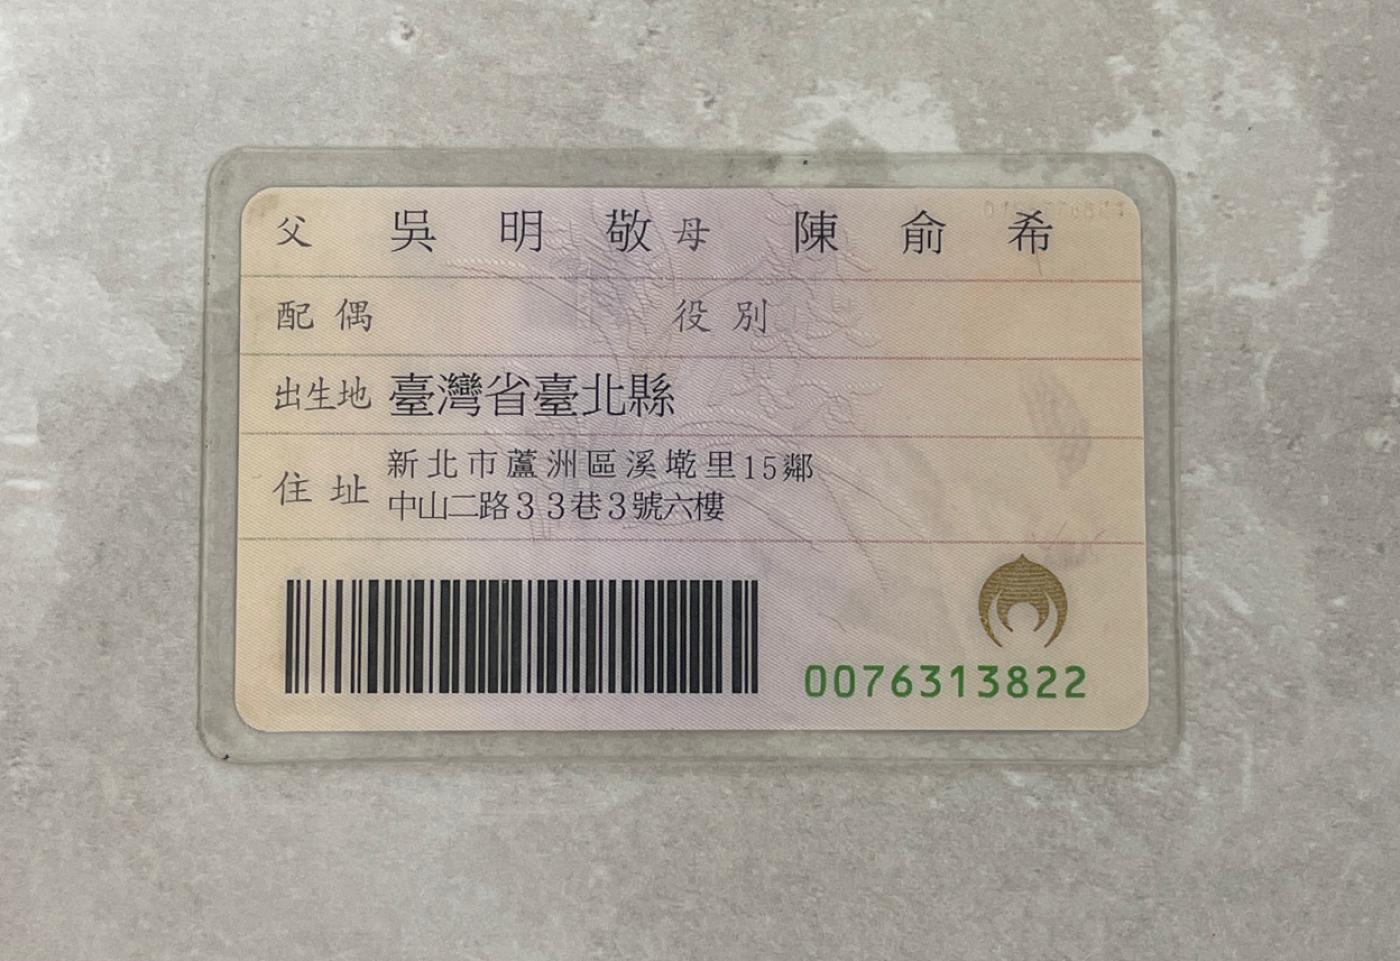 父 吳明敬 母 陳俞希
配偶 役別
出生地 臺灣省臺北縣
住址 新北市蘆洲區溪墘里15鄰
中山二路33巷3號六樓
0076313822